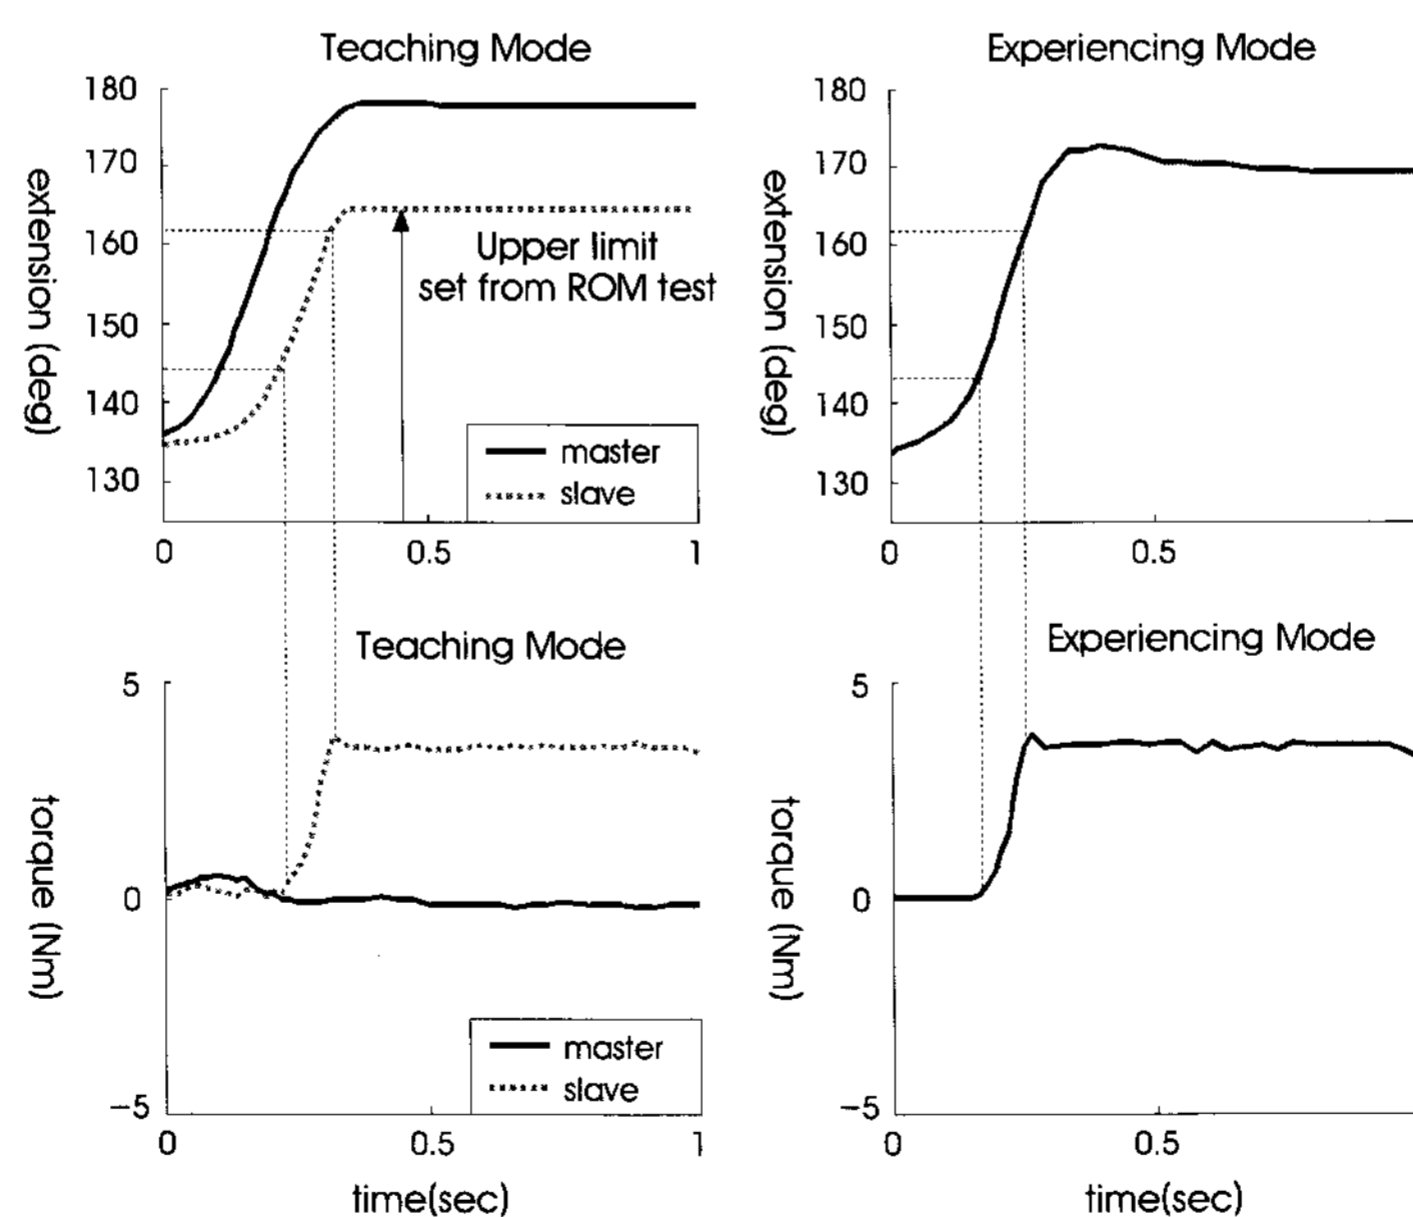 Teaching Mode
180
170
160
150
140
130
extension (deg)
Upper limit
set from ROM test
master
slave
0
0.5
1
Experiencing Mode
180
170
160
150
140
130
extension (deg)
0
0.5
Teaching Mode
5
0
−5
torque (Nm)
master
slave
0
0.5
1
time(sec)
Experiencing Mode
5
0
−5
torque (Nm)
0
0.5
time(sec)